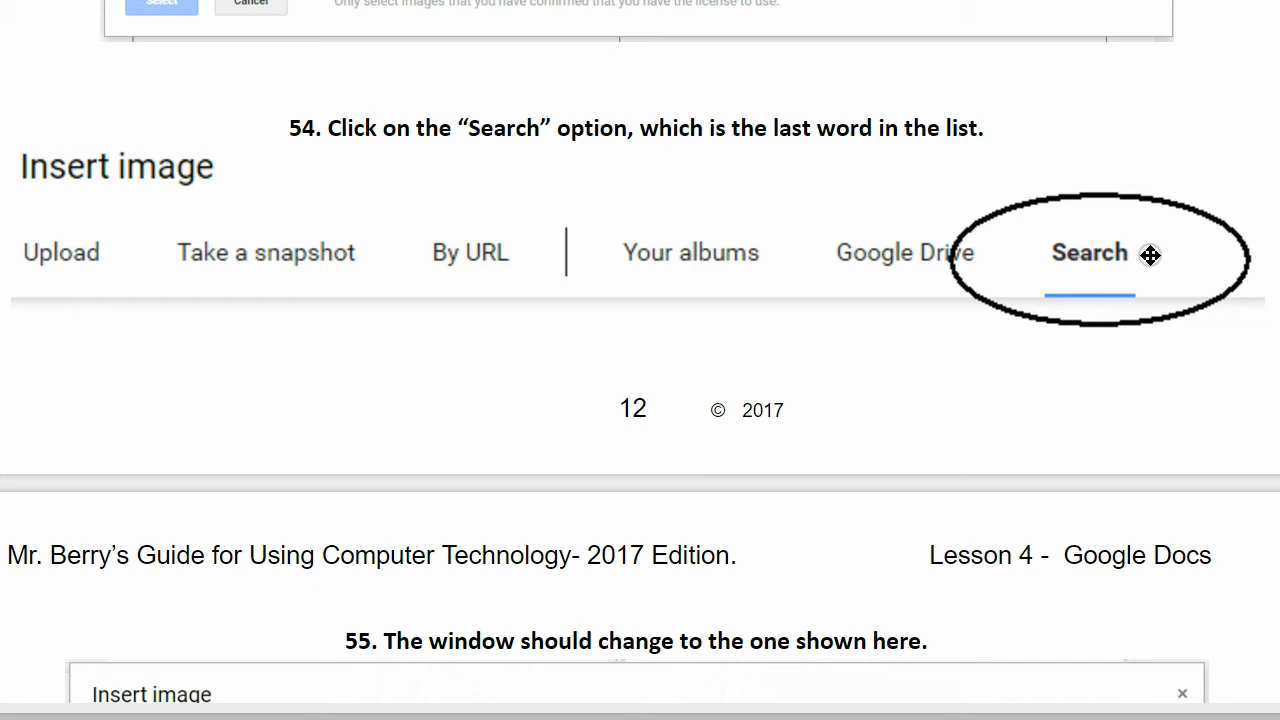 Select Cancel Only select images that you have confirmed that you have the license to use.
54. Click on the “Search” option, which is the last word in the list.
Insert image
Upload Take a snapshot By URL Your albums Google Drive Search
12 © 2017
Mr. Berry’s Guide for Using Computer Technology- 2017 Edition. Lesson 4 - Google Docs
55. The window should change to the one shown here.
Insert image ×